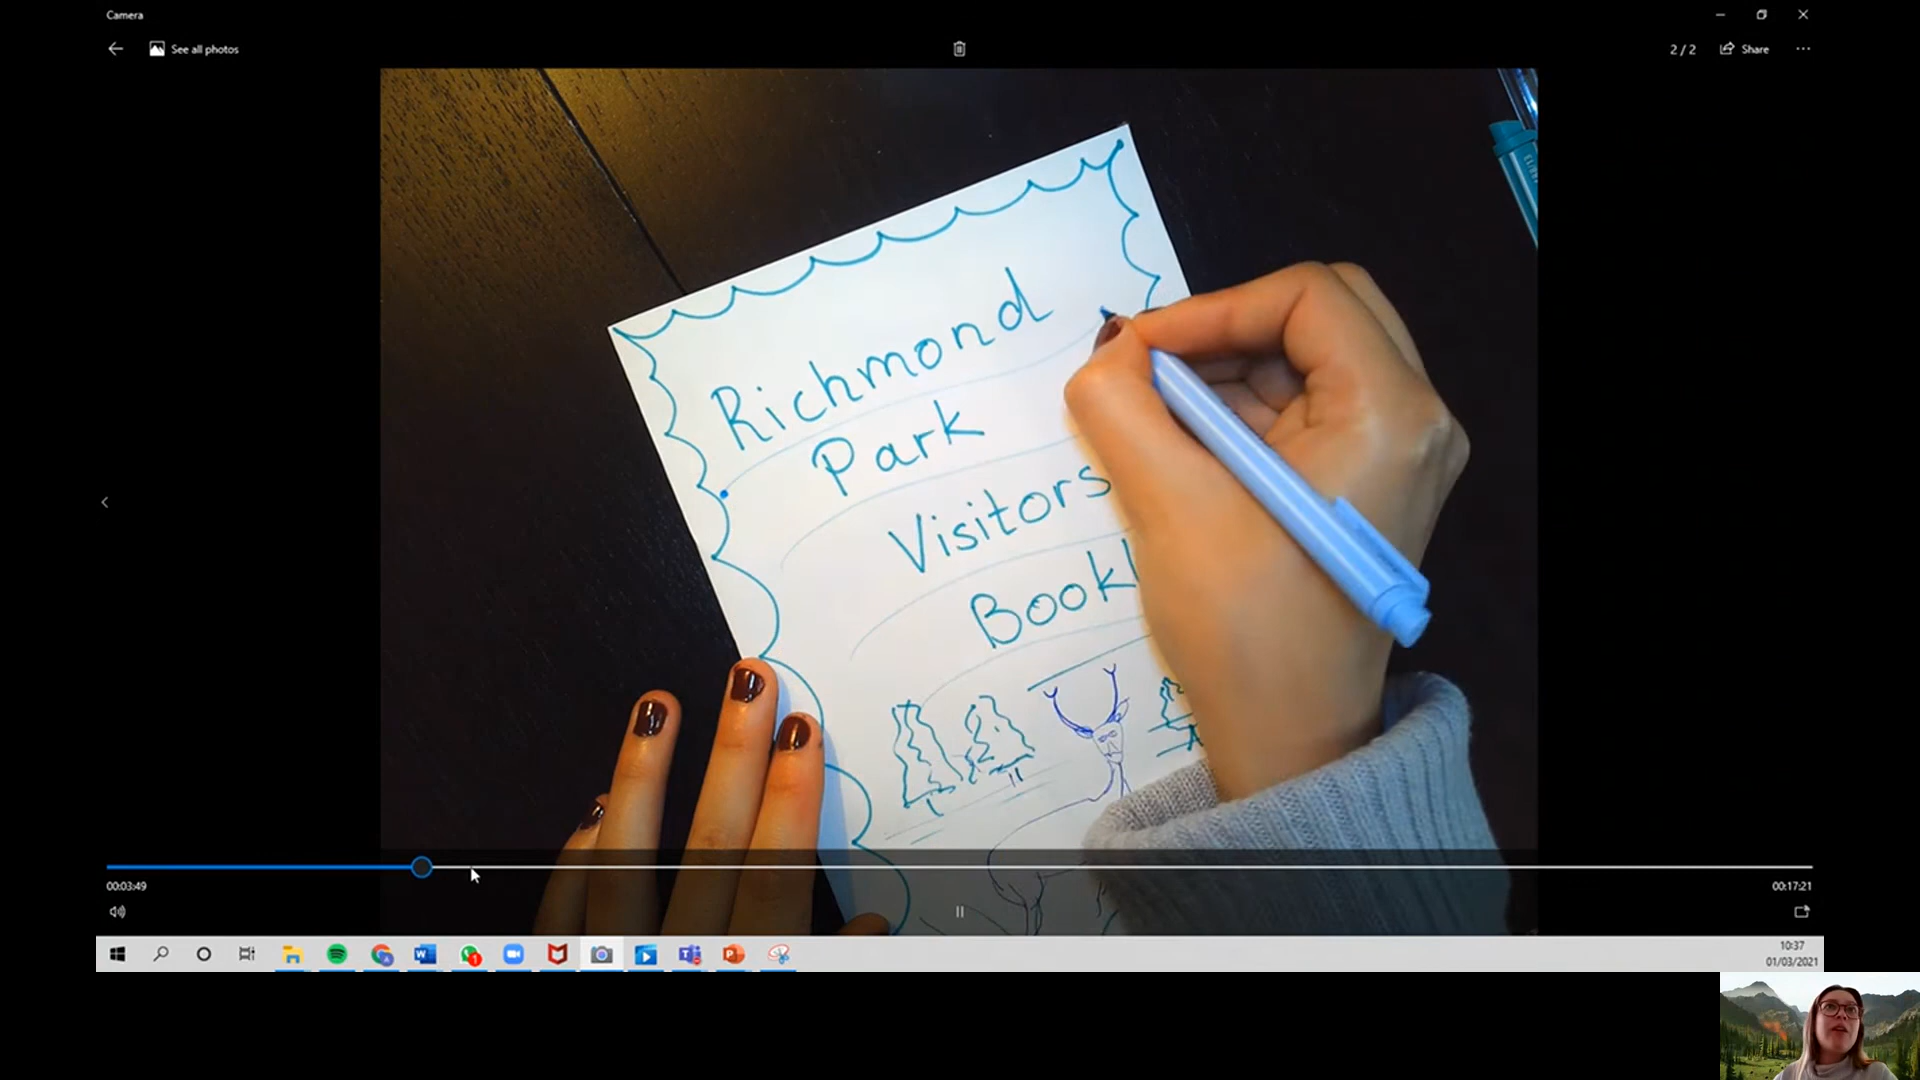 Camera
See all photos
2 / 2
Share
Richmond
Park
Visitors
Book
00:03:49
00:17:21
10:37
01/03/2021